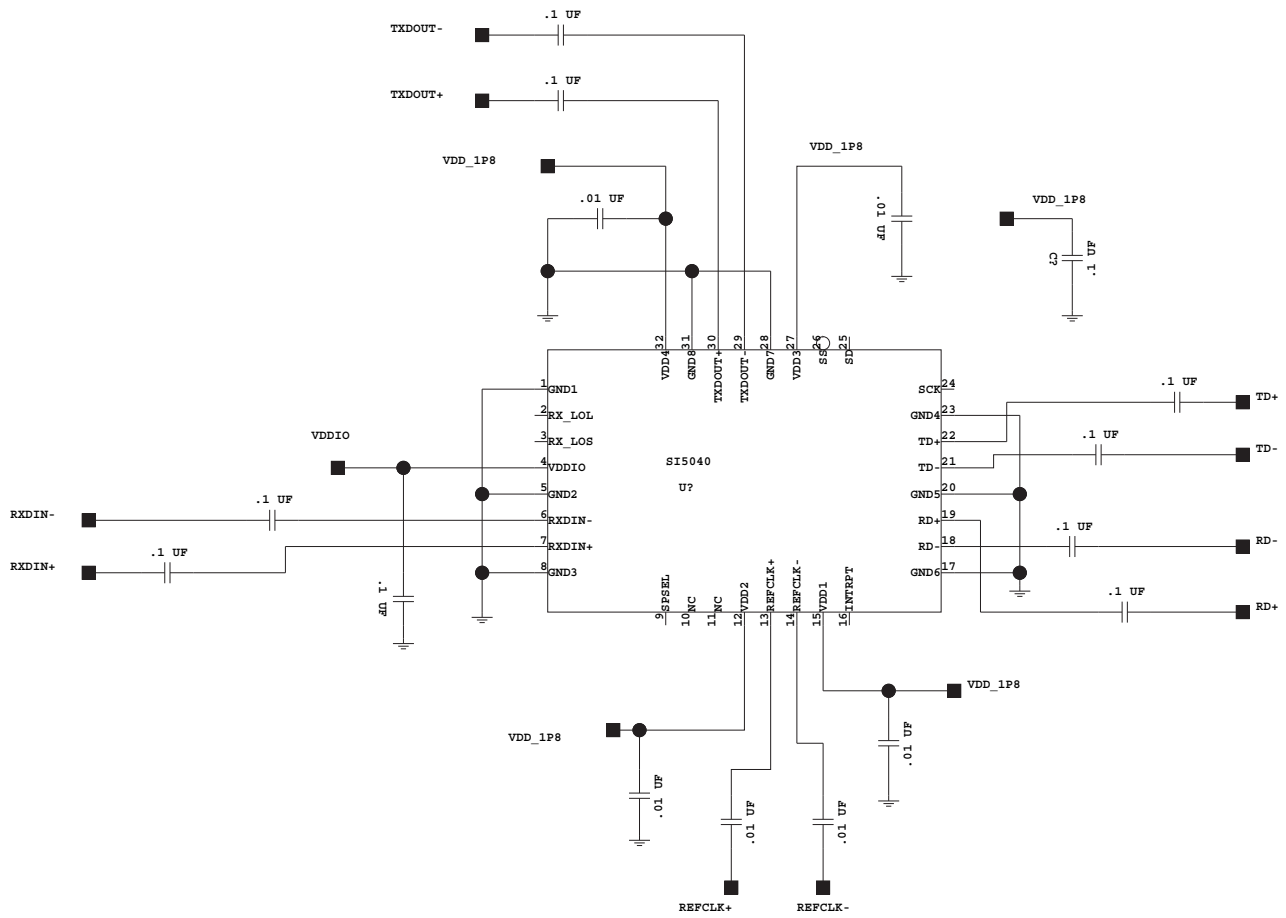 .1 UF
TXDOUT-
.1 UF
TXDOUT+
VDD_1P8
VDD_1P8
.01 UF
.01 UF
VDD_1P8
.1 UF
C?
32
31
30
29
28
27
26
25
VDD4
GND8
TXDOUT+
TXDOUT-
GND7
VDD3
SS
SD
1
GND1
2
RX_LOL
3
RX_LOS
4
VDDIO
5
GND2
6
RXDIN-
7
RXDIN+
8
GND3
SI5040
U?
24
SCK
23
GND4
22
TD+
21
TD-
20
GND5
19
RD+
18
RD-
17
GND6
.1 UF
TD+
.1 UF
TD-
.1 UF
RD-
.1 UF
RD+
VDDIO
.1 UF
RXDIN-
.1 UF
RXDIN+
.1 UF
SPSEL
NC
NC
VDD2
REFCLK+
REFCLK-
VDD1
INTRPT
9
10
11
12
13
14
15
16
VDD_1P8
.01 UF
VDD_1P8
.01 UF
.01 UF
.01 UF
REFCLK+
REFCLK-